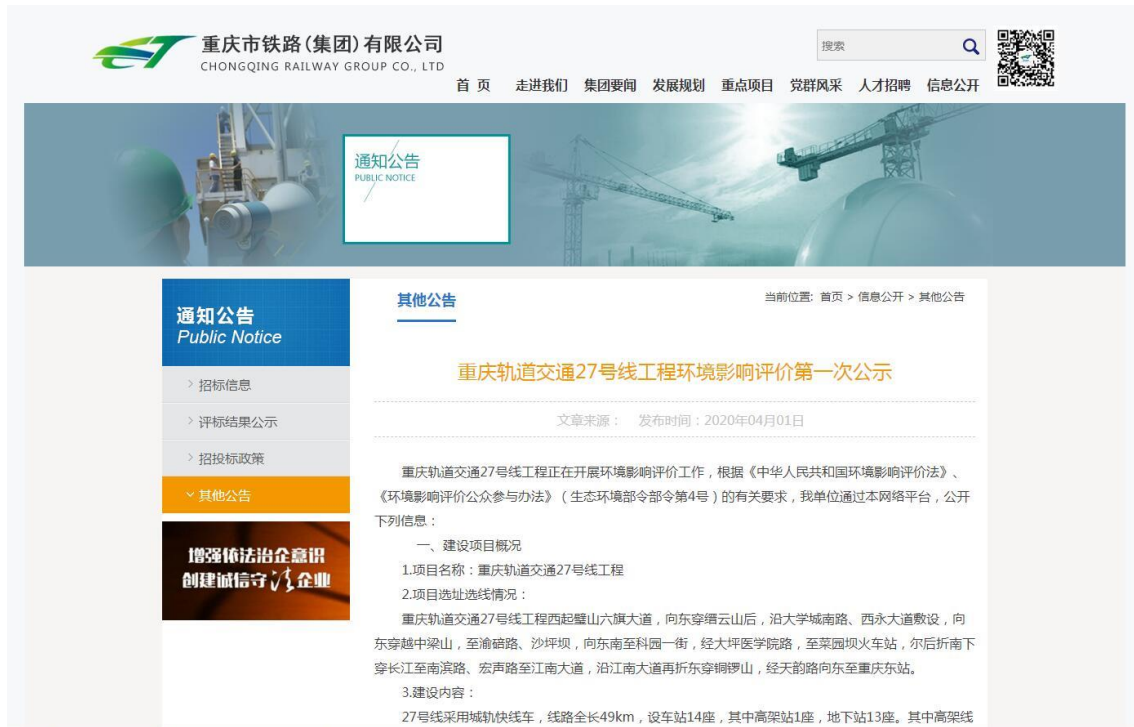 重庆市铁路(集团)有限公司
CHONGQING RAILWAY GROUP CO., LTD
搜索
首 页 走进我们 集团要闻 发展规划 重点项目 党群风采 人才招聘 信息公开
通知公告
PUBLIC NOTICE
通知公告
Public Notice
> 招标信息
> 评标结果公示
> 招投标政策
其他公告
增强依法治企意识
创建诚信守法企业
其他公告
当前位置: 首页 > 信息公开 > 其他公告
重庆轨道交通27号线工程环境影响评价第一次公示
文章来源： 发布时间：2020年04月01日
重庆轨道交通27号线工程正在开展环境影响评价工作，根据《中华人民共和国环境影响评价法》、
《环境影响评价公众参与办法》（生态环境部令部令第4号）的有关要求，我单位通过本网络平台，公开
下列信息：
一、建设项目概况
1.项目名称：重庆轨道交通27号线工程
2.项目选址选线情况：
重庆轨道交通27号线工程西起璧山六旗大道，向东穿缙云山后，沿大学城南路、西永大道敷设，向
东穿越中梁山，至渝碚路、沙坪坝，向东南至科园一街，经大坪医学院路，至菜园坝火车站，尔后折南下
穿长江至南滨路、宏声路至江南大道，沿江南大道再折东穿铜锣山，经天韵路向东至重庆东站。
3.建设内容：
27号线采用城轨快线车，线路全长49km，设车站14座，其中高架站1座，地下站13座。其中高架线